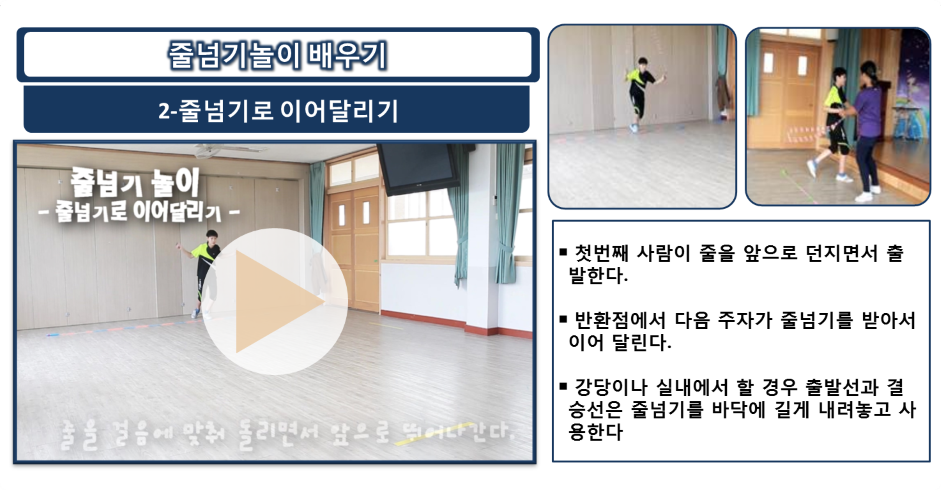 줄넘기놀이 배우기
2-줄넘기로 이어달리기
줄넘기 놀이
- 줄넘기로 이어달리기 -
줄을 걸음에 맞춰 돌리면서 앞으로 뛰어나간다.
▪ 첫번째 사람이 줄을 앞으로 던지면서 출
발한다.
▪ 반환점에서 다음 주자가 줄넘기를 받아서
이어 달린다.
▪ 강당이나 실내에서 할 경우 출발선과 결
승선은 줄넘기를 바닥에 길게 내려놓고 사
용한다